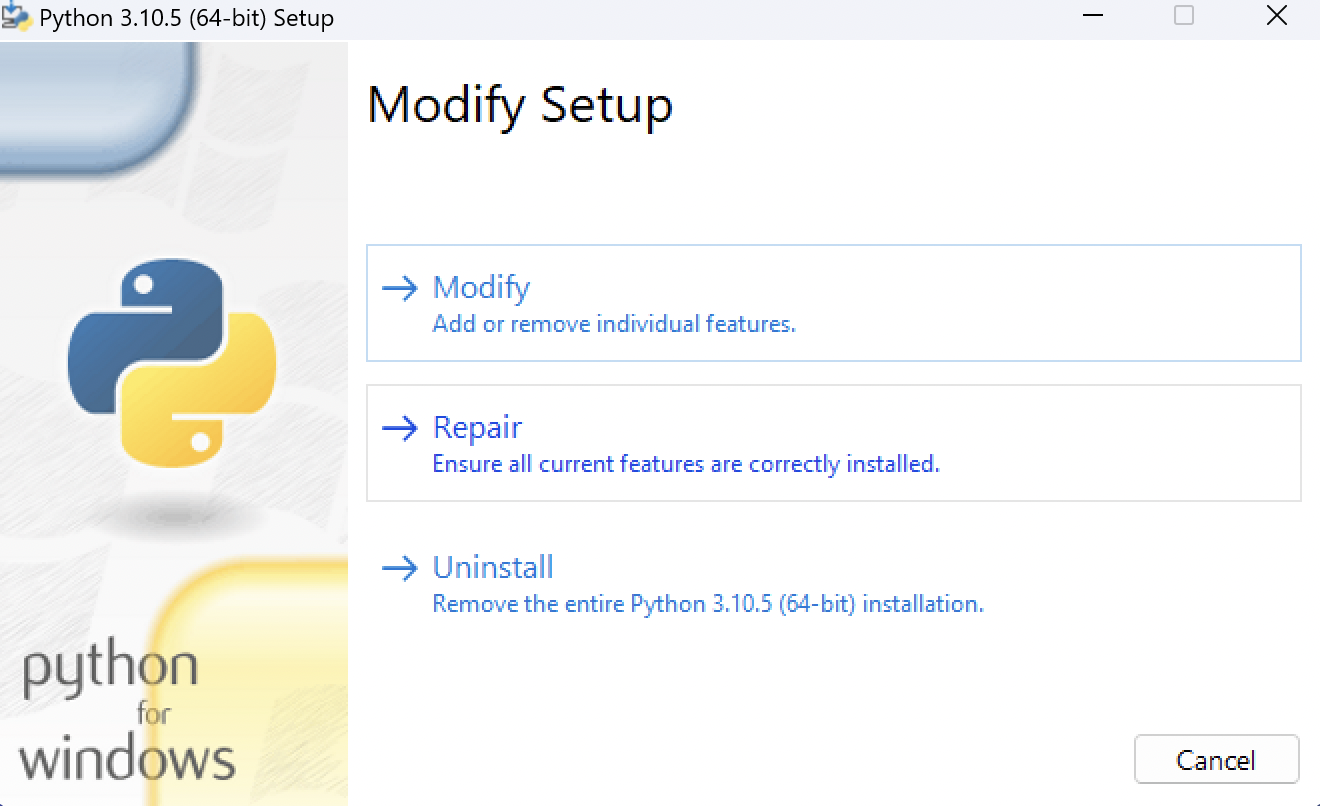 Python 3.10.5 (64-bit) Setup
Modify Setup
Modify
Add or remove individual features.
Repair
Ensure all current features are correctly installed.
Uninstall
Remove the entire Python 3.10.5 (64-bit) installation.
python
for
windows
Cancel